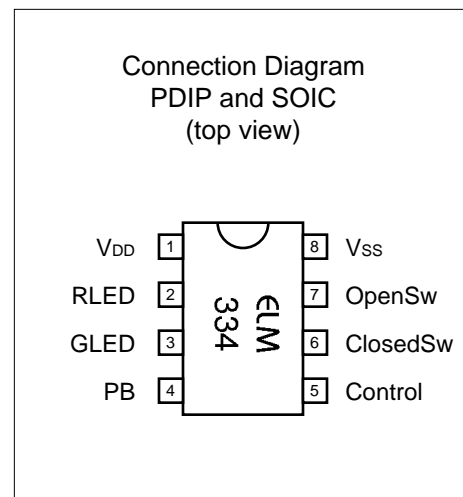 Connection Diagram
PDIP and SOIC
(top view)
VDD 1 8 VSS
RLED 2 7 OpenSw
GLED 3 6 ClosedSw
PB 4 5 Control
ELM
334